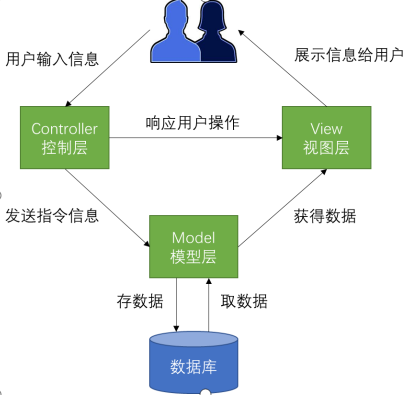 用户输入信息
展示信息给用户
Controller
控制层
响应用户操作
View
视图层
发送指令信息
Model
模型层
获得数据
存数据
取数据
数据库